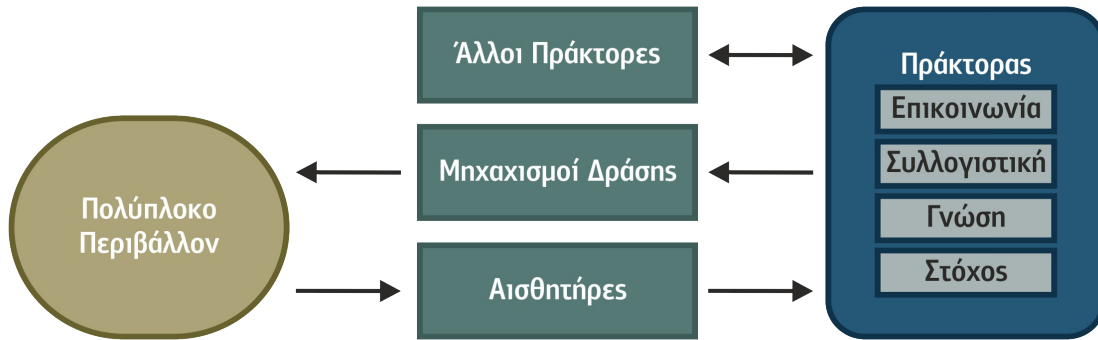 Άλλοι Πράκτορες
Πράκτορας
Επικοινωνία
Μηχαχισμοί Δράσης
Συλλογιστική
Πολύπλοκο
Περιβάλλον
Γνώση
Αισθητήρες
Στόχος